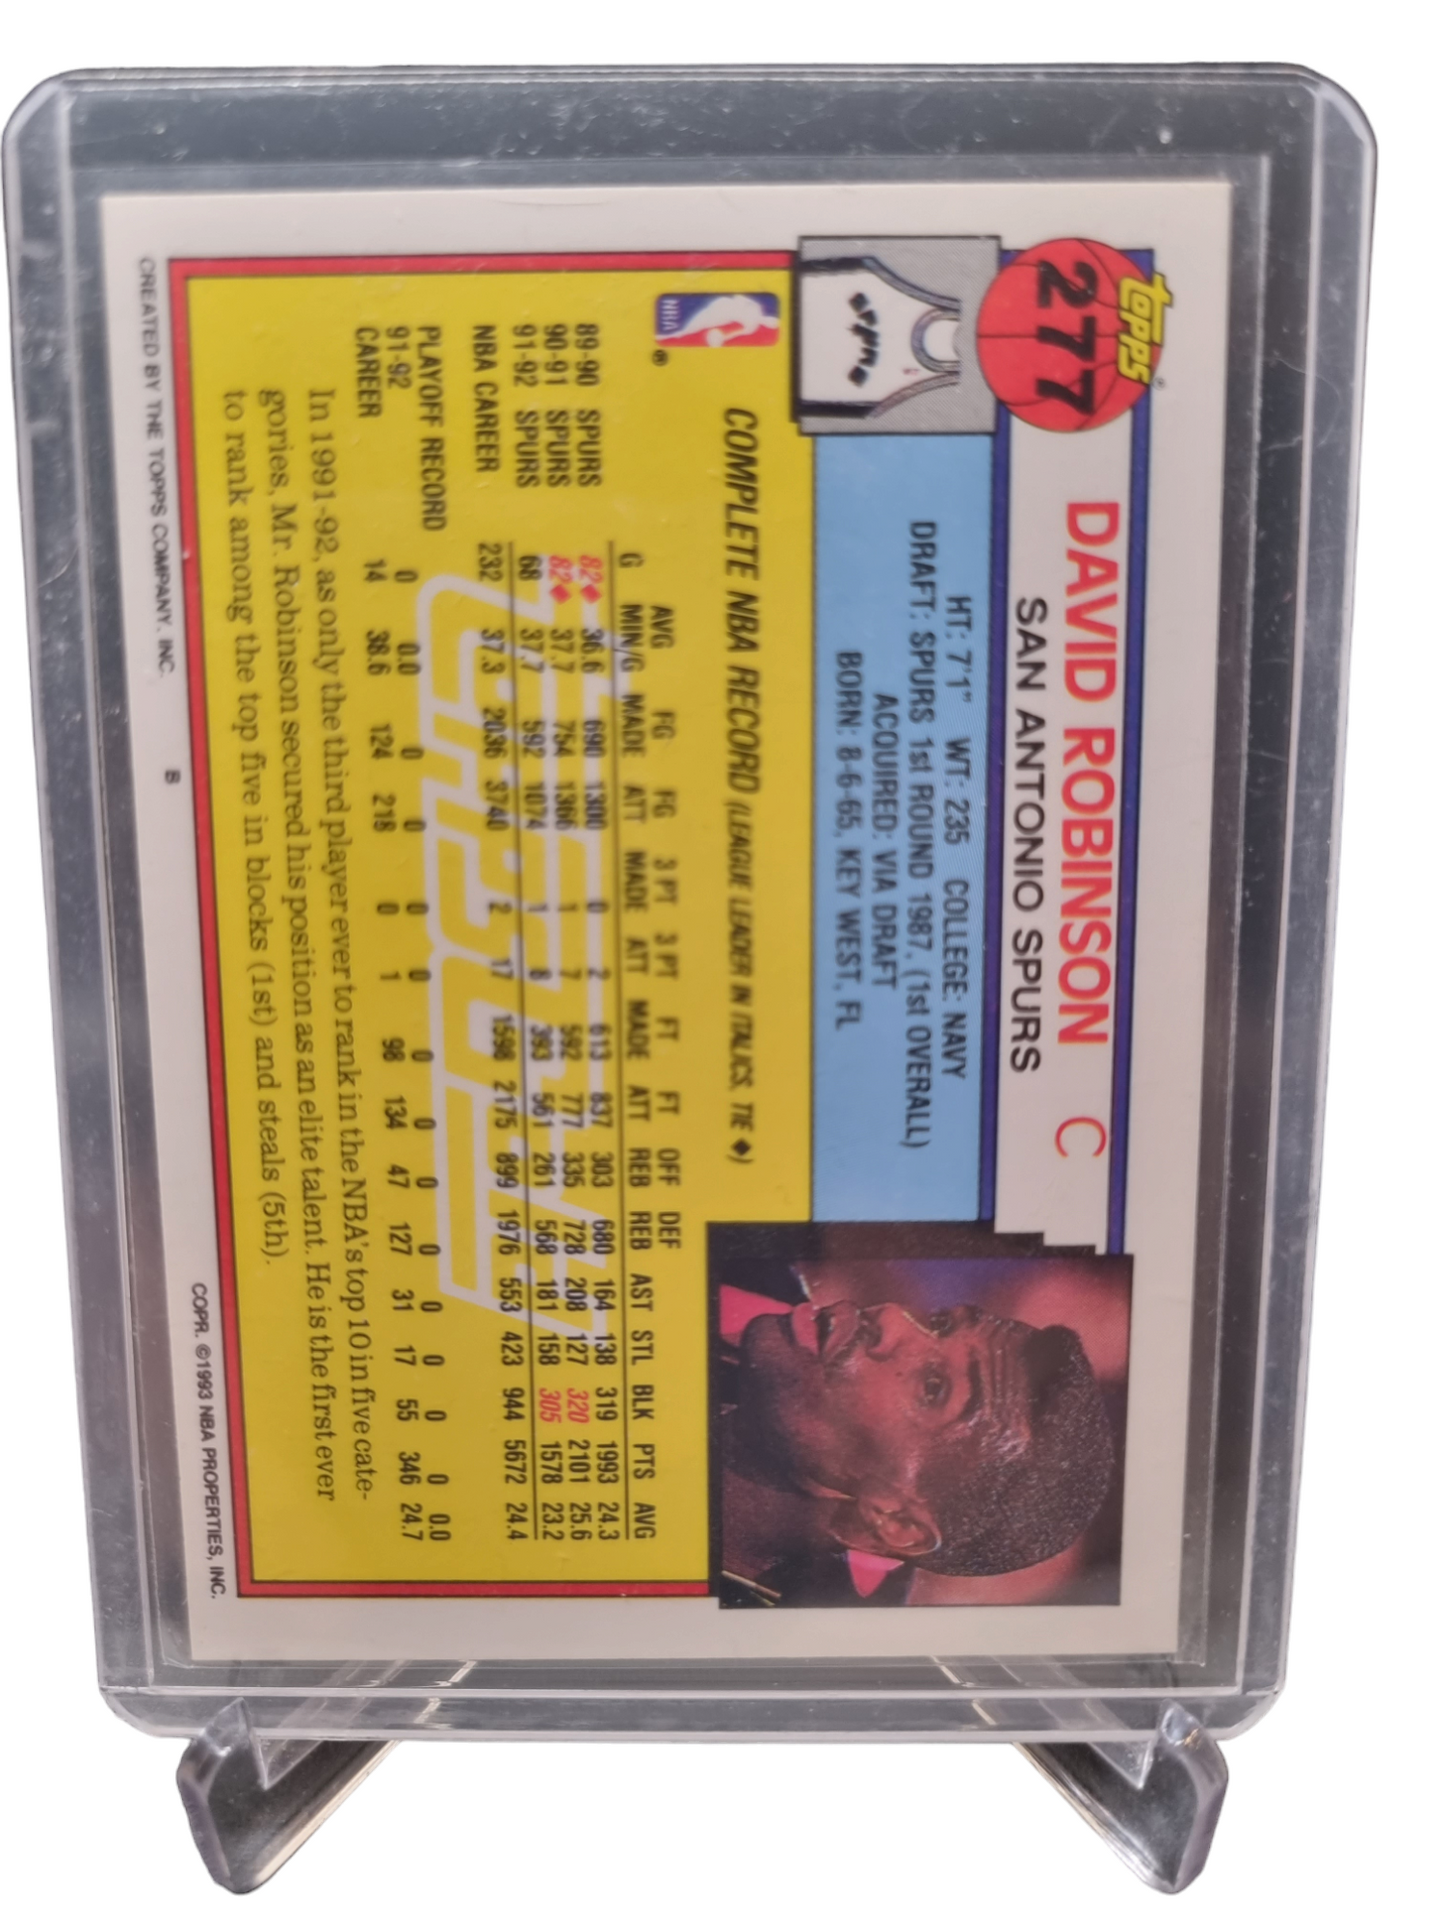 topps®
277
DAVID ROBINSON C
SAN ANTONIO SPURS
HT: 7'1" WT: 235 COLLEGE: NAVY
DRAFT: SPURS 1st ROUND 1987, (1st OVERALL)
ACQUIRED: VIA DRAFT
BORN: 8-6-65, KEY WEST, FL
SPURS
NBA ®
COMPLETE NBA RECORD (LEAGUE LEADER IN ITALICS, TIE ◆)
AVG FG FG 3 PT 3 PT FT FT OFF DEF
G MIN/G MADE ATT MADE ATT MADE ATT REB REB AST STL BLK PTS AVG
89-90 SPURS 82◆ 36.6 690 1300 0 2 613 837 303 680 164 138 319 1993 24.3
90-91 SPURS 82◆ 37.7 754 1366 1 7 592 777 335 728 208 127 320 2101 25.6
91-92 SPURS 68 37.7 592 1074 1 8 393 561 261 568 181 158 305 1578 23.2
NBA CAREER 232 37.3 2036 3740 2 17 1598 2175 899 1976 553 423 944 5672 24.4
PLAYOFF RECORD
91-92 0 0.0 0 0 0 0 0 0 0 0 0 0 0 0 0.0
CAREER 14 38.6 124 218 0 1 98 134 47 127 31 17 55 346 24.7
In 1991-92, as only the third player ever to rank in the NBA's top 10 in five cate-
gories, Mr. Robinson secured his position as an elite talent. He is the first ever
to rank among the top five in blocks (1st) and steals (5th).
CREATED BY THE TOPPS COMPANY, INC. B COPR. ©1993 NBA PROPERTIES, INC.